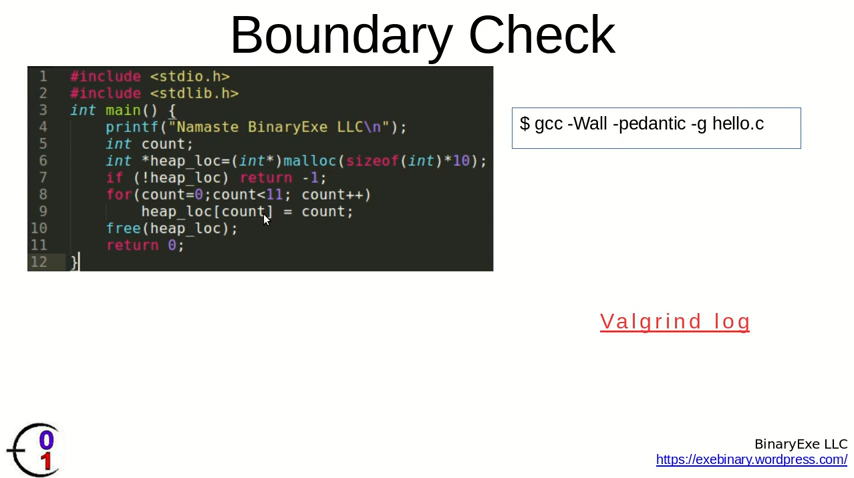 Boundary Check
1 #include <stdio.h>
2 #include <stdlib.h>
3 int main() {
4 printf("Namaste BinaryExe LLC\n");
5 int count;
6 int *heap_loc=(int*)malloc(sizeof(int)*10);
7 if (!heap_loc) return -1;
8 for(count=0;count<11; count++)
9 heap_loc[count] = count;
10 free(heap_loc);
11 return 0;
12 }
$ gcc -Wall -pedantic -g hello.c
Valgrind log
0
1
BinaryExe LLC
https://exebinary.wordpress.com/